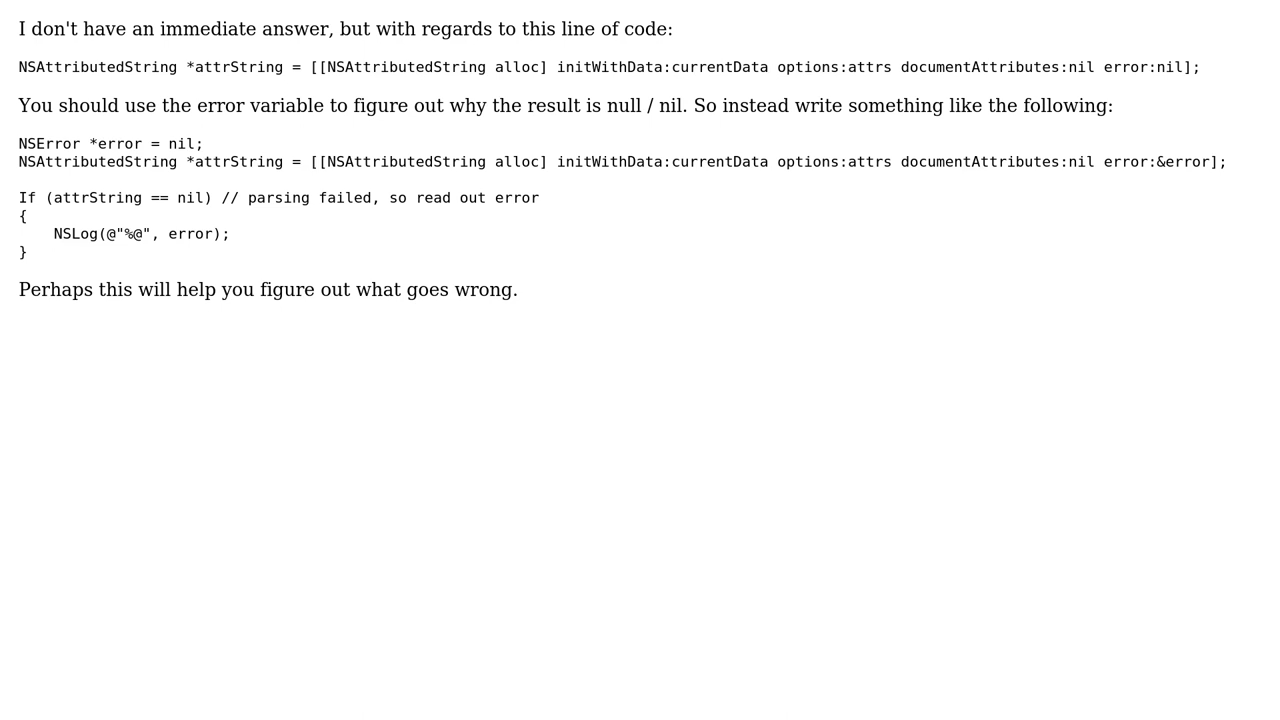 I don't have an immediate answer, but with regards to this line of code:
NSAttributedString *attrString = [[NSAttributedString alloc] initWithData:currentData options:attrs documentAttributes:nil error:nil];
You should use the error variable to figure out why the result is null / nil. So instead write something like the following:
NSError *error = nil;
NSAttributedString *attrString = [[NSAttributedString alloc] initWithData:currentData options:attrs documentAttributes:nil error:&error];
If (attrString == nil) // parsing failed, so read out error
{
    NSLog(@"%@", error);
}
Perhaps this will help you figure out what goes wrong.